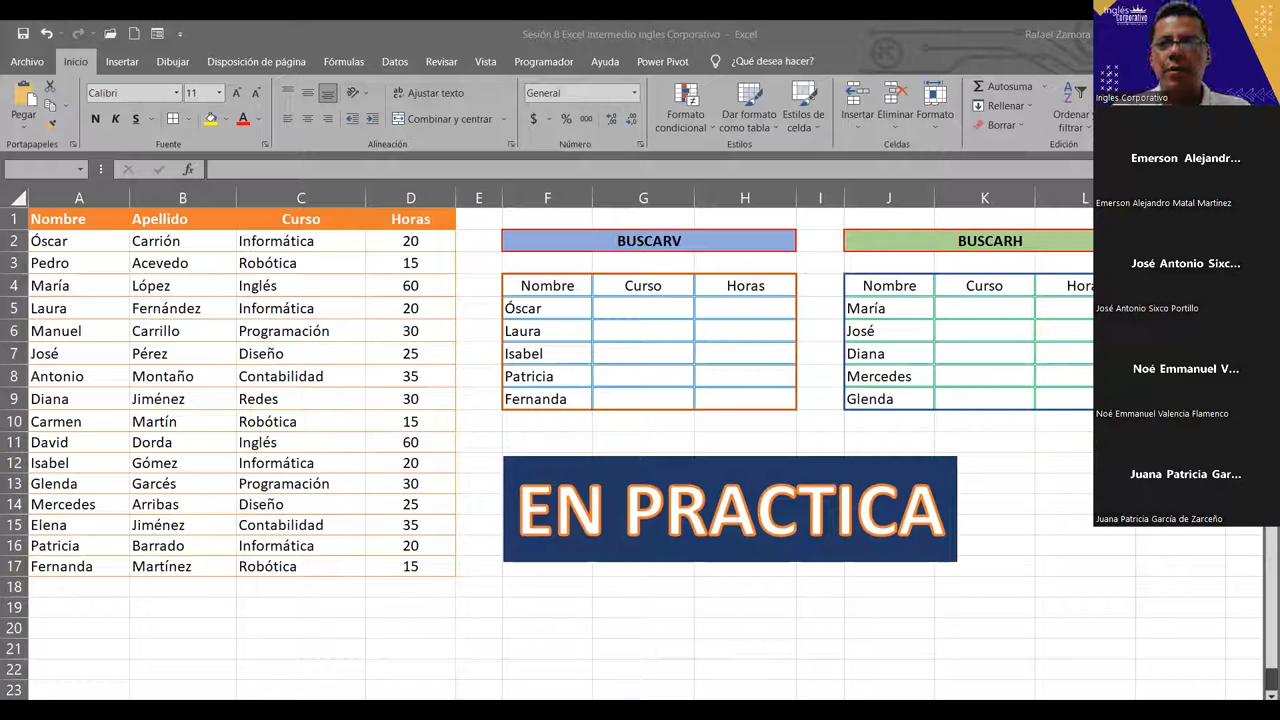 Sesión 8 Excel Intermedio Ingles Corporativo - Excel
Rafael Zamora
Archivo Inicio Insertar Dibujar Disposición de página Fórmulas Datos Revisar Vista Programador Ayuda Power Pivot ¿Qué desea hacer?
Pegar
Calibri 11
N K S
Ajustar texto
Combinar y centrar
General
$ % 000
Formato condicional
Dar formato como tabla
Estilos de celda
Insertar Eliminar Formato
Autosuma
Rellenar
Borrar
Ordenar y filtrar
Portapapeles Fuente Alineación Número Estilos Celdas Edición
fx
A B C D E F G H I J K L
1 Nombre Apellido Curso Horas
2 Óscar Carrión Informática 20 BUSCARV BUSCARH
3 Pedro Acevedo Robótica 15
4 María López Inglés 60 Nombre Curso Horas Nombre Curso Hora
5 Laura Fernández Informática 20 Óscar María
6 Manuel Carrillo Programación 30 Laura José
7 José Pérez Diseño 25 Isabel Diana
8 Antonio Montaño Contabilidad 35 Patricia Mercedes
9 Diana Jiménez Redes 30 Fernanda Glenda
10 Carmen Martín Robótica 15
11 David Dorda Inglés 60
12 Isabel Gómez Informática 20
13 Glenda Garcés Programación 30
14 Mercedes Arribas Diseño 25
15 Elena Jiménez Contabilidad 35
16 Patricia Barrado Informática 20
17 Fernanda Martínez Robótica 15
18
19
20
21
22
23
EN PRACTICA
Inglés
Corporativo
Ingles Corporativo
Emerson Alejandr...
Emerson Alejandro Matal Martinez
José Antonio Sixc...
José Antonio Sixco Portillo
Noé Emmanuel V...
Noé Emmanuel Valencia Flamenco
Juana Patricia Gar...
Juana Patricia García de Zarceño